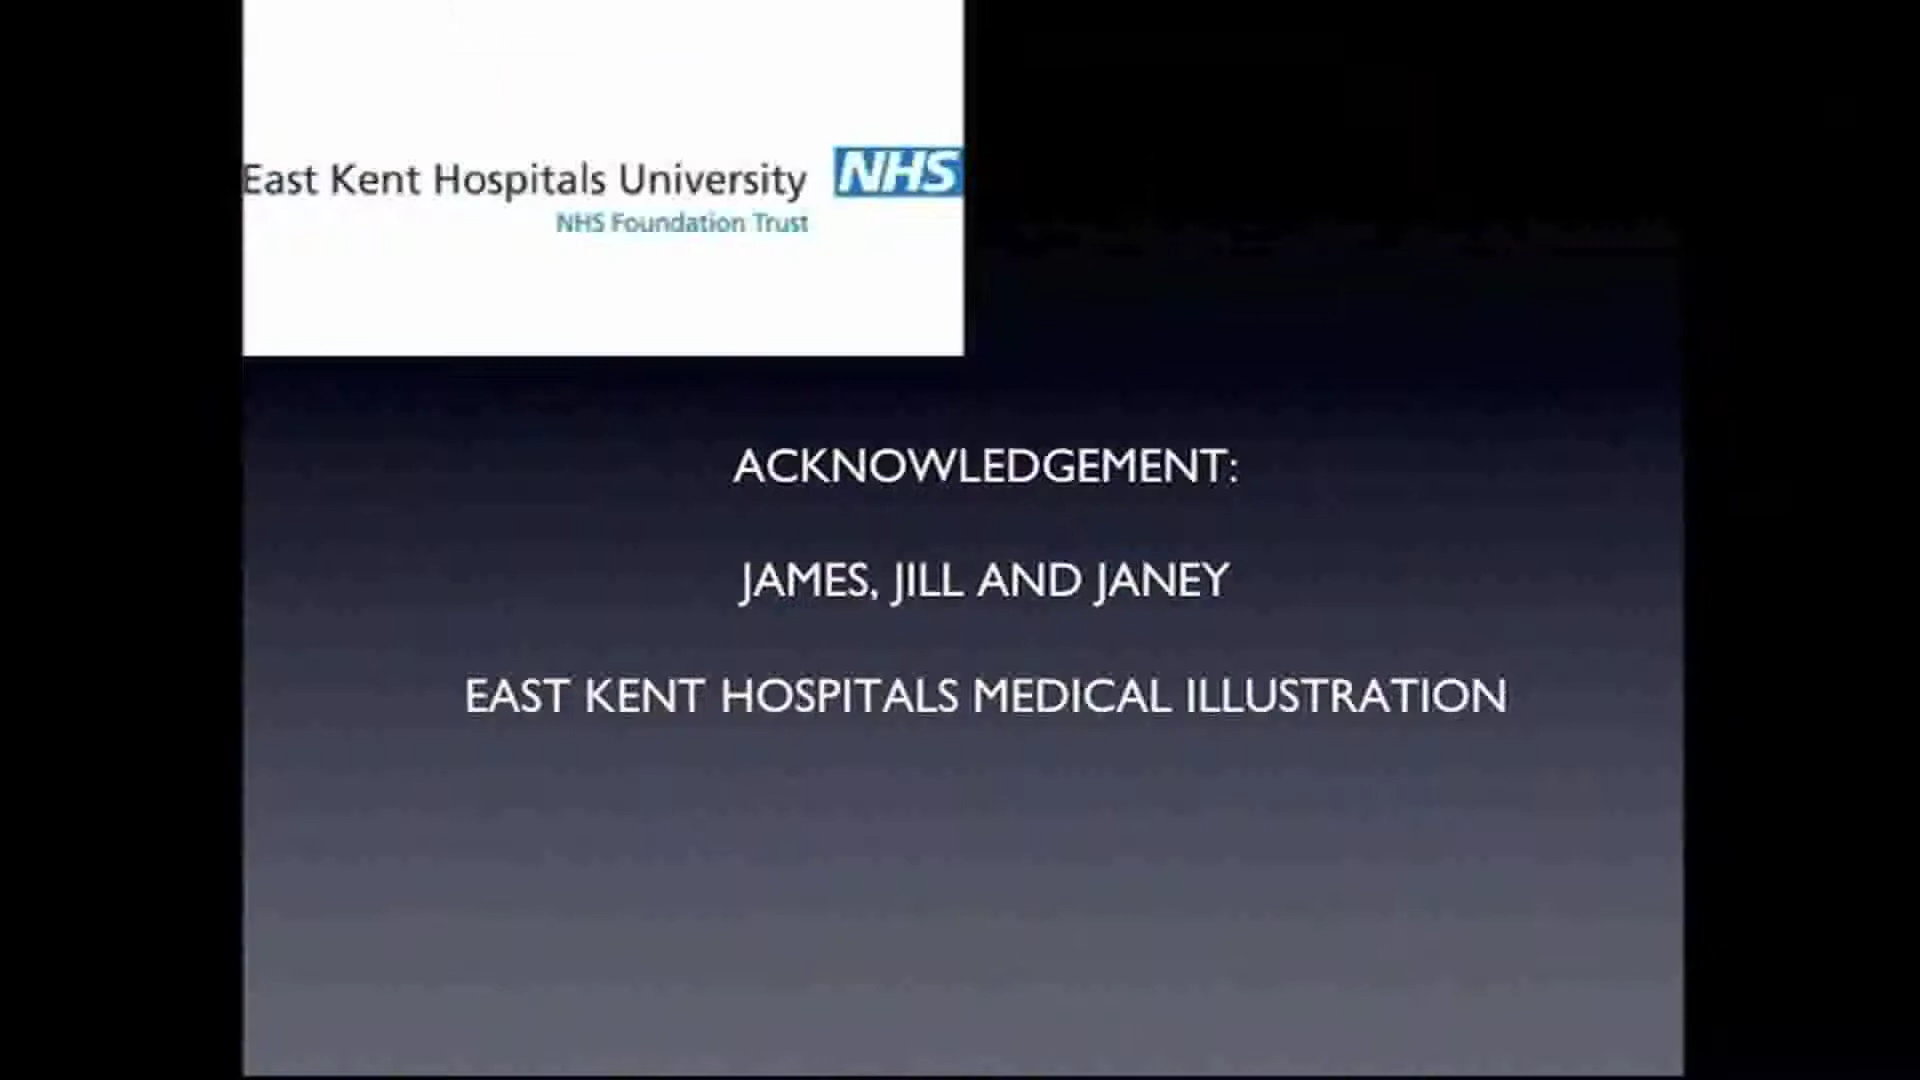 East Kent Hospitals University NHS
NHS Foundation Trust
ACKNOWLEDGEMENT:
JAMES, JILL AND JANEY
EAST KENT HOSPITALS MEDICAL ILLUSTRATION